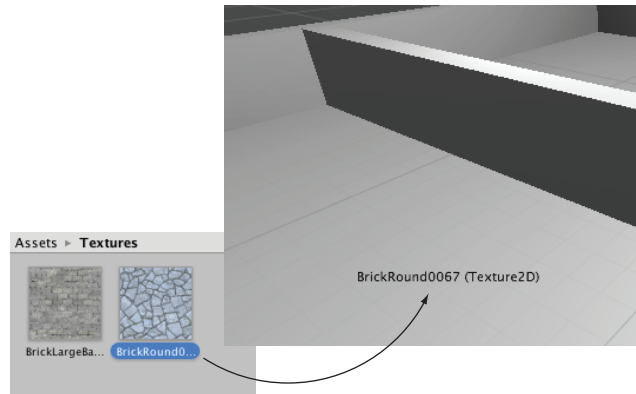 BrickRound0067 (Texture2D)
Assets ▸ Textures
BrickLargeBa... BrickRound0...